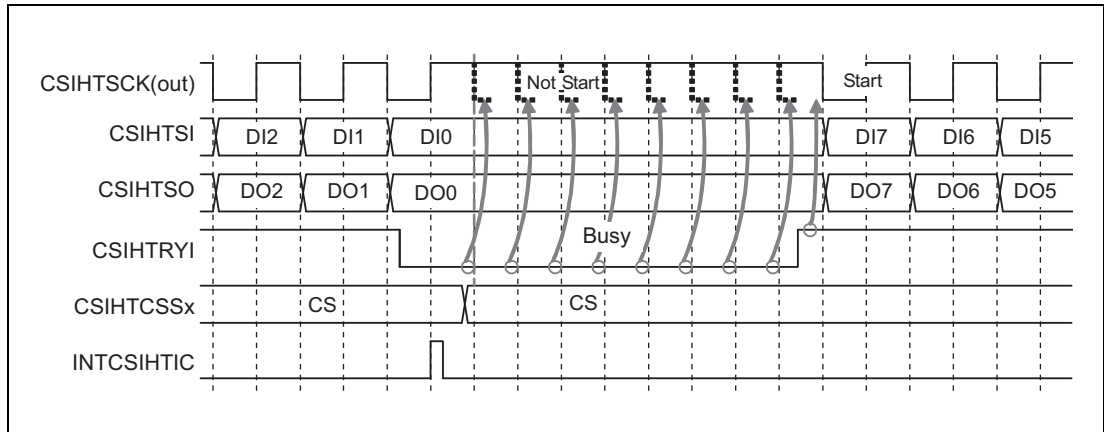 CSIHTSCK(out) Not Start Start
CSIHTSI DI2 DI1 DI0 DI7 DI6 DI5
CSIHTSO DO2 DO1 DO0 DO7 DO6 DO5
CSIHTRYI Busy
CSIHTCSSx CS CS
INTCSIHTIC